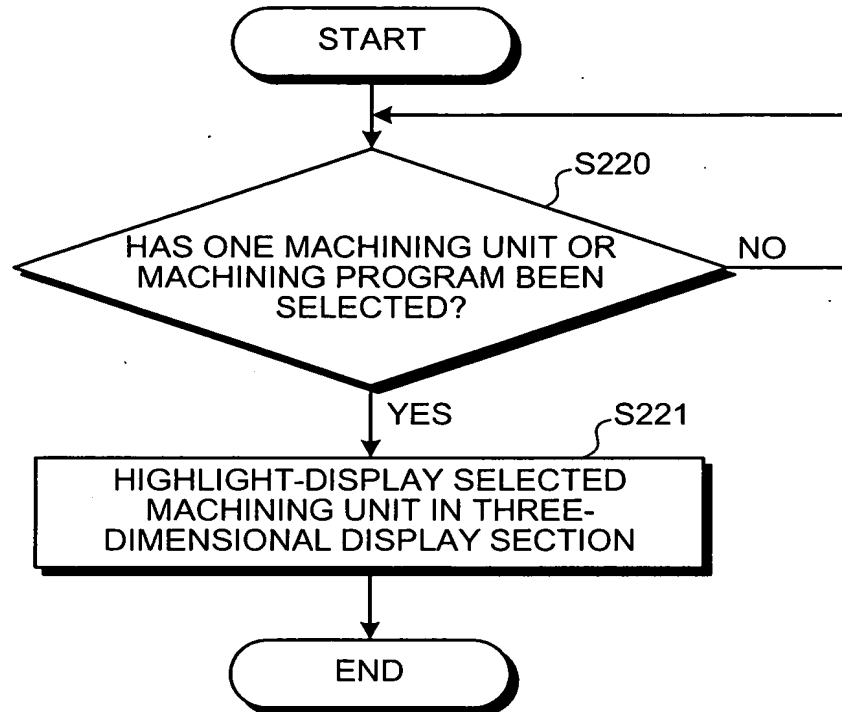 START
S220
HAS ONE MACHINING UNIT OR
MACHINING PROGRAM BEEN
SELECTED?
NO
YES
S221
HIGHLIGHT-DISPLAY SELECTED
MACHINING UNIT IN THREE-
DIMENSIONAL DISPLAY SECTION
END